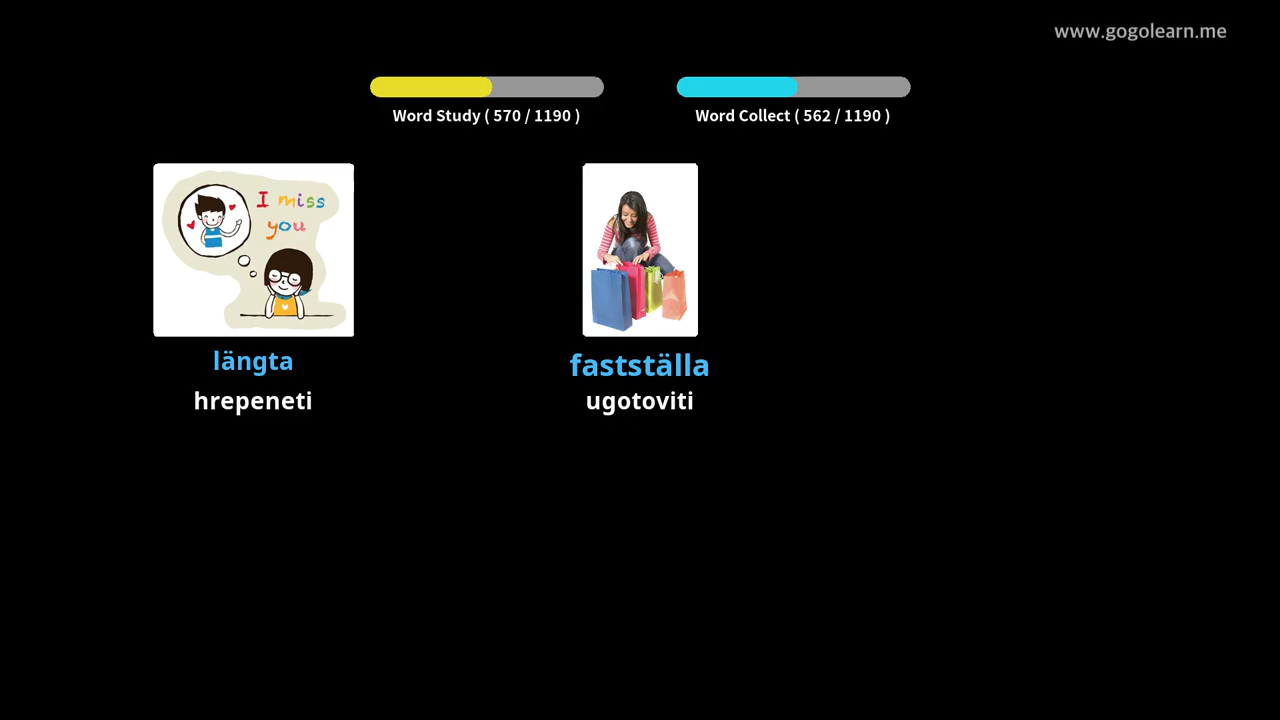 www.gogolearn.me
Word Study ( 570 / 1190 )
Word Collect ( 562 / 1190 )
I miss
you
längta
fastställa
hrepeneti
ugotoviti